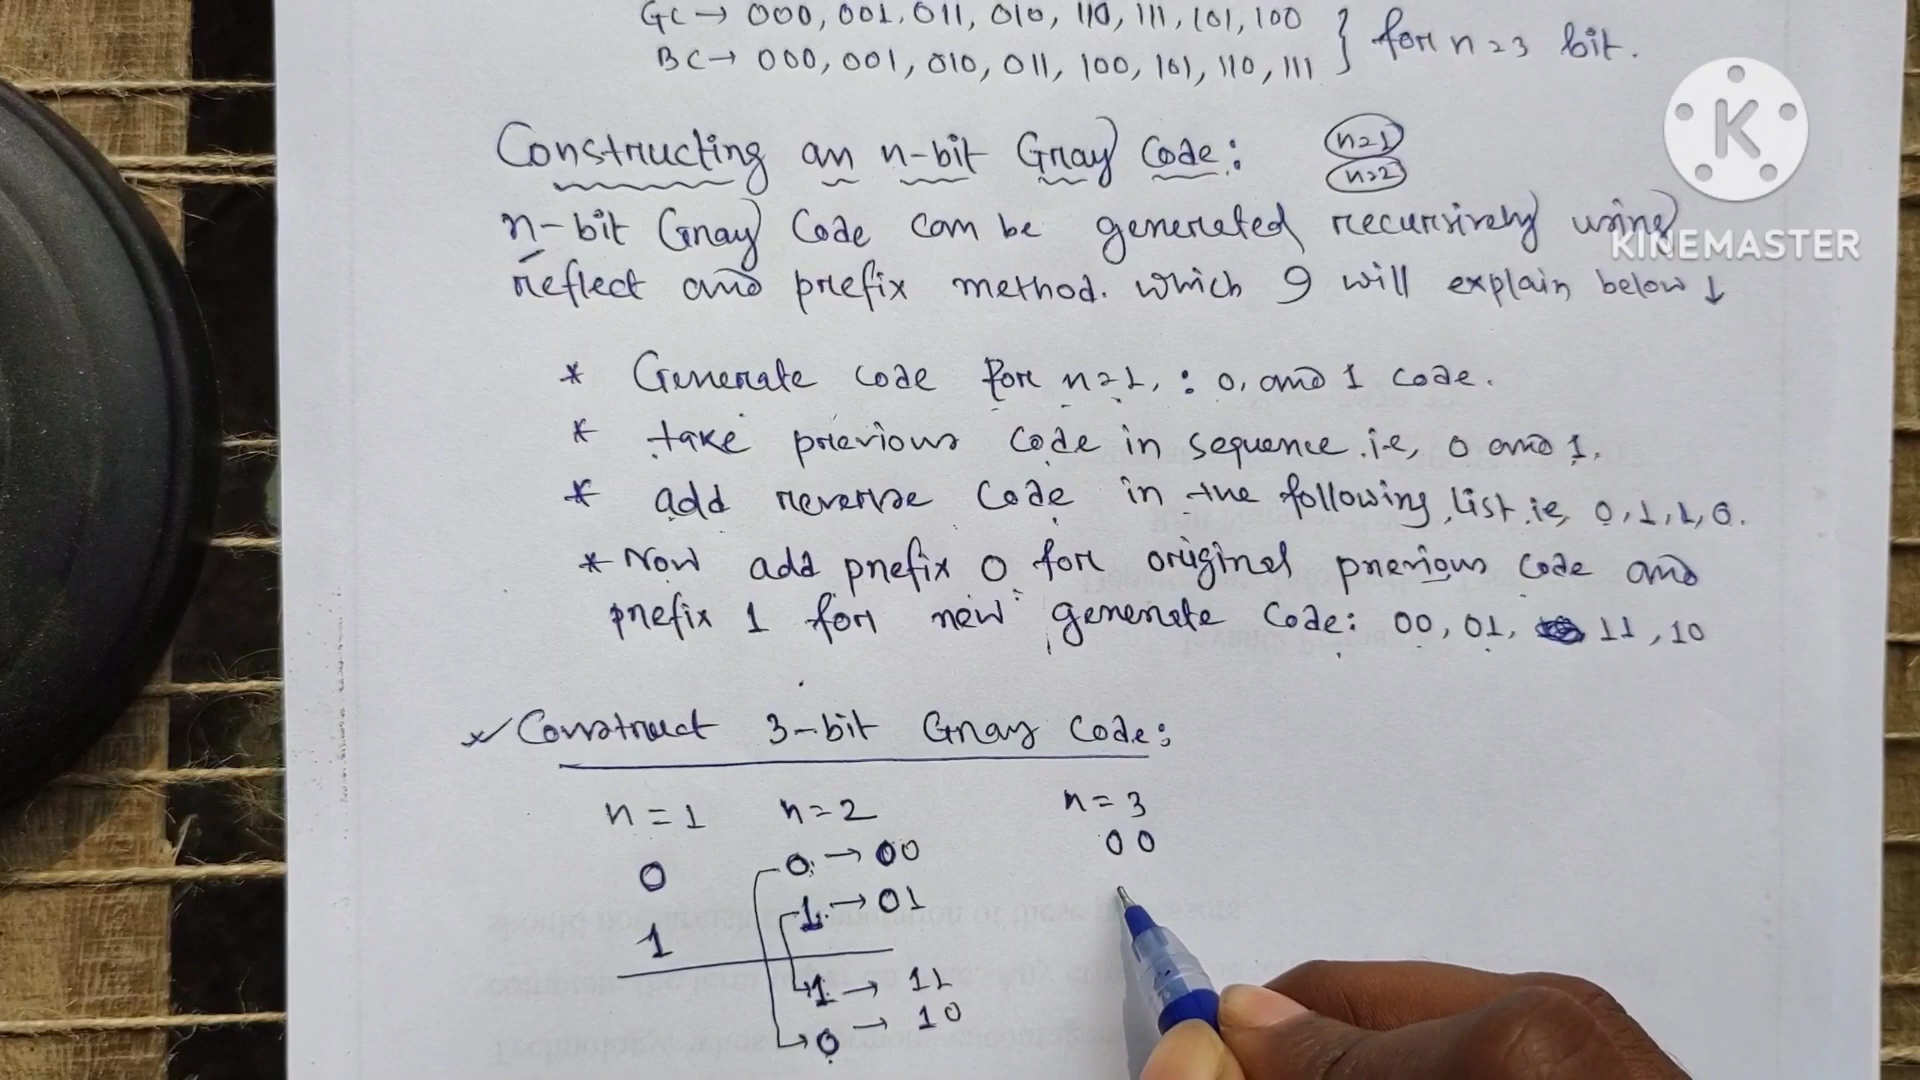 GC → 000, 001, 011, 010, 110, 111, 101, 100
BC → 000, 001, 010, 011, 100, 101, 110, 111 } for n=3 bit.
K
KINEMASTER
Constructing an n-bit Gray Code: n=1
n=2
n-bit Gray Code can be generated recursively using
reflect and prefix method. which I will explain below ↓
* Generate code for n=1, : 0, and 1 code.
* take previous code in sequence i.e, 0 and 1.
* add reverse code in the following list. ie, 0, 1, 1, 0.
* Now add prefix 0 for original previous code and
prefix 1 for new generate code: 00, 01, 11, 10
* Construct 3-bit Gray Code:
n = 1 n = 2 n = 3
0 0 → 00 00
1 1 → 01
1 → 11
0 → 10